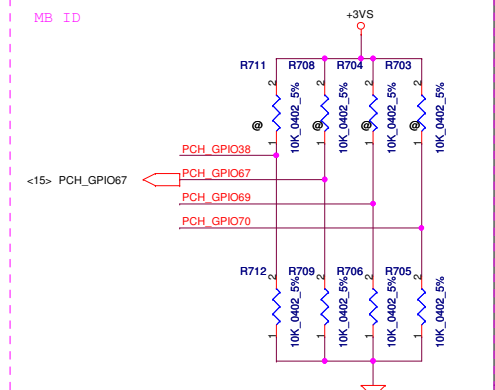 MB ID
+3VS
R711 R708 R704 R703
2 2 2 2
10K_0402_5% 10K_0402_5% 10K_0402_5% 10K_0402_5%
@ @ @ @
1 1 1 1
PCH_GPIO38
<15> PCH_GPIO67 PCH_GPIO67
PCH_GPIO69
PCH_GPIO70
R712 R709 R706 R705
2 2 2 2
10K_0402_5% 10K_0402_5% 10K_0402_5% 10K_0402_5%
1 1 1 1